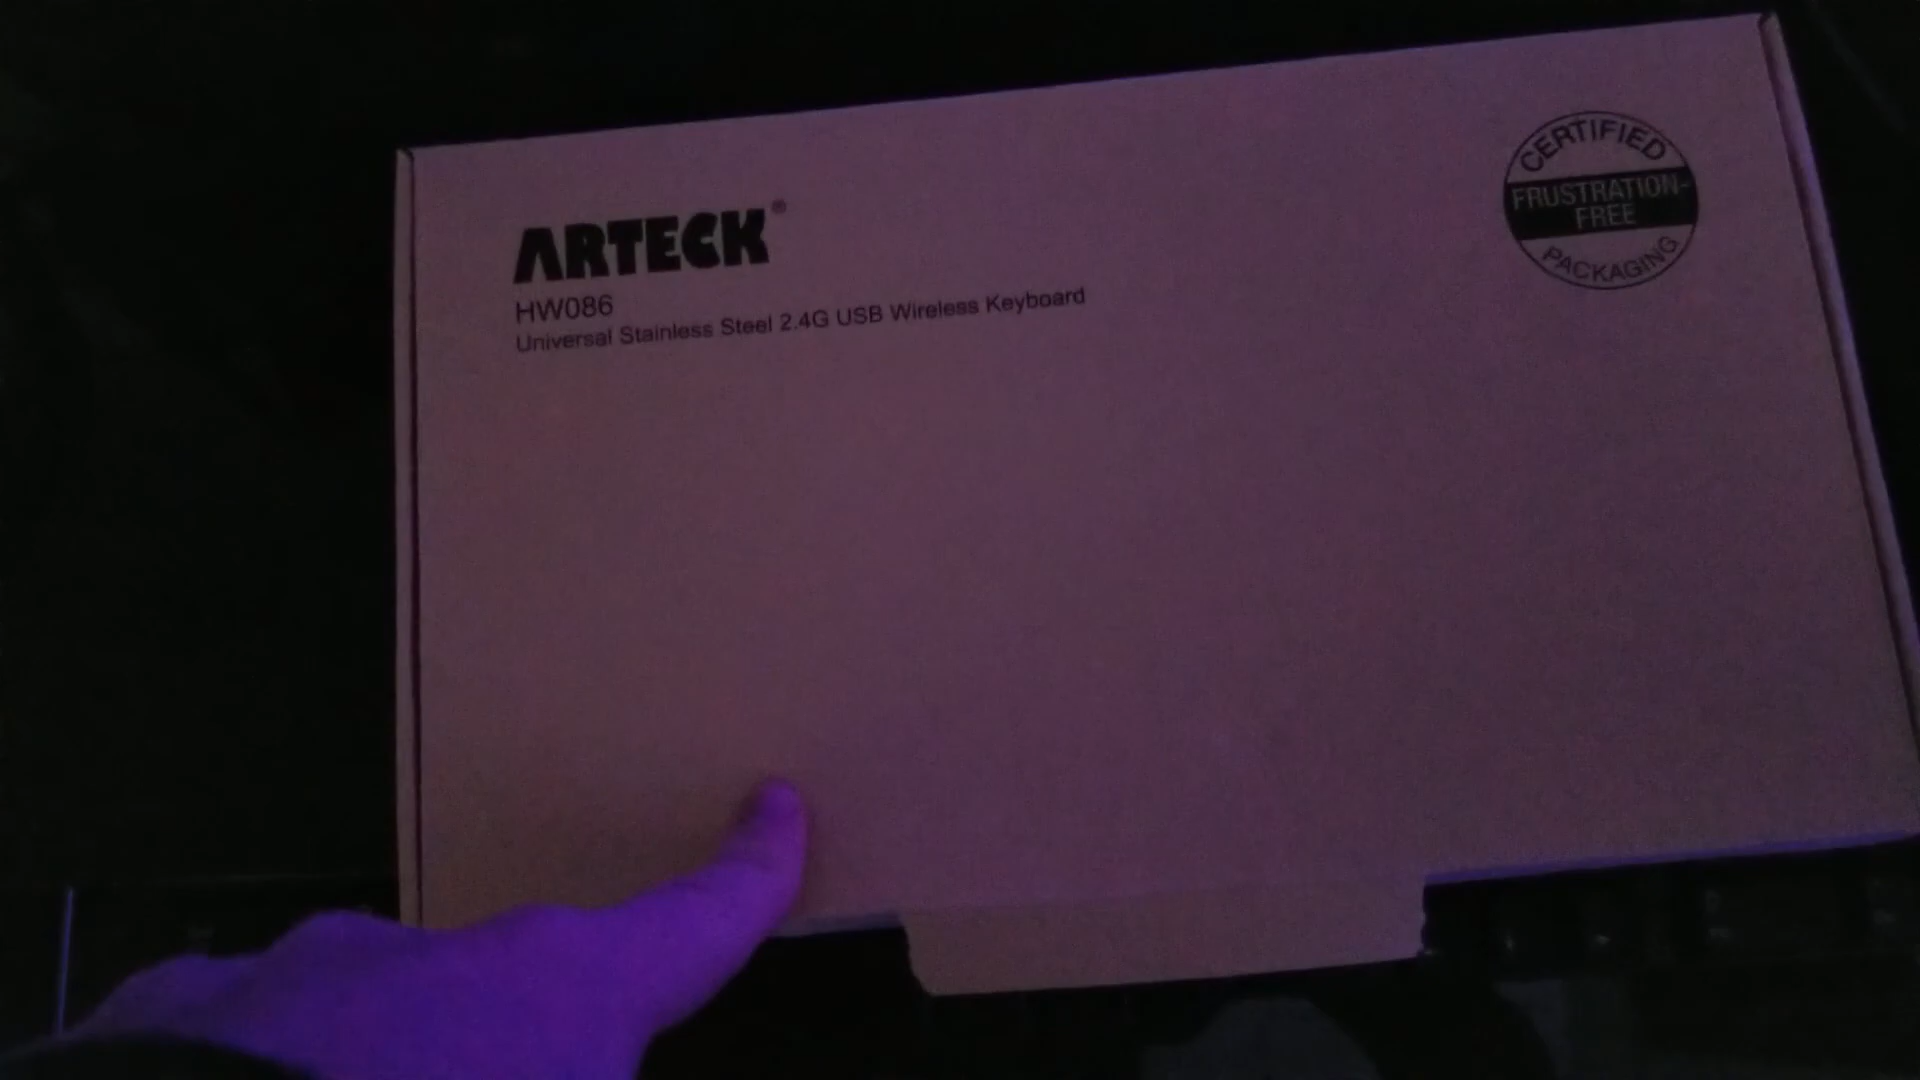 ARTECK®
HW086
Universal Stainless Steel 2.4G USB Wireless Keyboard
CERTIFIED
FRUSTRATION-
FREE
PACKAGING